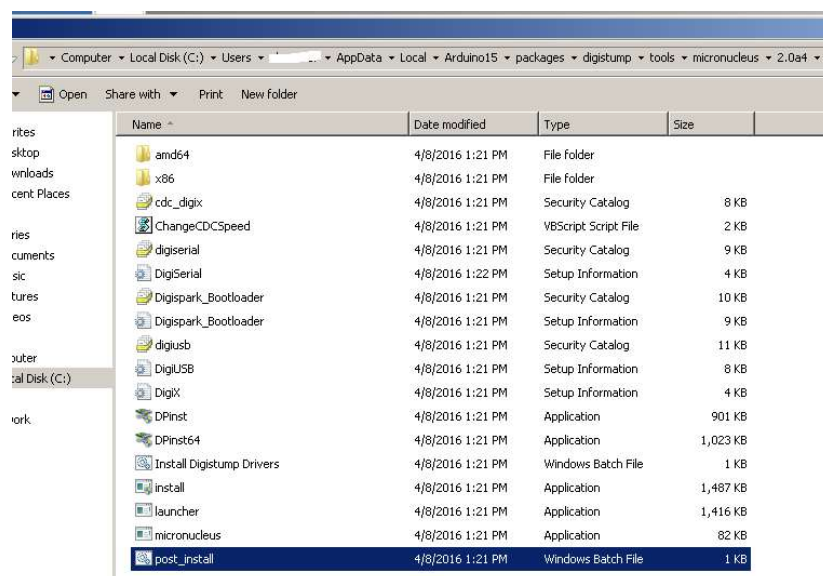 Computer Local Disk (C:) Users AppData Local Arduino15 packages digistump tools micronucleus 2.0a4
Open Share with Print New folder
Name Date modified Type Size
rites
sktop
wnloads
cent Places
ries
cuments
sic
tures
eos
puter
cal Disk (C:)
work
amd64 4/8/2016 1:21 PM File folder
x86 4/8/2016 1:21 PM File folder
cdc_digix 4/8/2016 1:21 PM Security Catalog 8 KB
ChangeCDCSpeed 4/8/2016 1:21 PM VBScript Script File 2 KB
digiserial 4/8/2016 1:21 PM Security Catalog 9 KB
DigiSerial 4/8/2016 1:22 PM Setup Information 4 KB
Digispark_Bootloader 4/8/2016 1:21 PM Security Catalog 10 KB
Digispark_Bootloader 4/8/2016 1:21 PM Setup Information 9 KB
digiusb 4/8/2016 1:21 PM Security Catalog 11 KB
DigiUSB 4/8/2016 1:21 PM Setup Information 8 KB
DigiX 4/8/2016 1:21 PM Setup Information 4 KB
DPinst 4/8/2016 1:21 PM Application 901 KB
DPinst64 4/8/2016 1:21 PM Application 1,023 KB
Install Digistump Drivers 4/8/2016 1:21 PM Windows Batch File 1 KB
install 4/8/2016 1:21 PM Application 1,487 KB
launcher 4/8/2016 1:21 PM Application 1,416 KB
micronucleus 4/8/2016 1:21 PM Application 82 KB
post_install 4/8/2016 1:21 PM Windows Batch File 1 KB